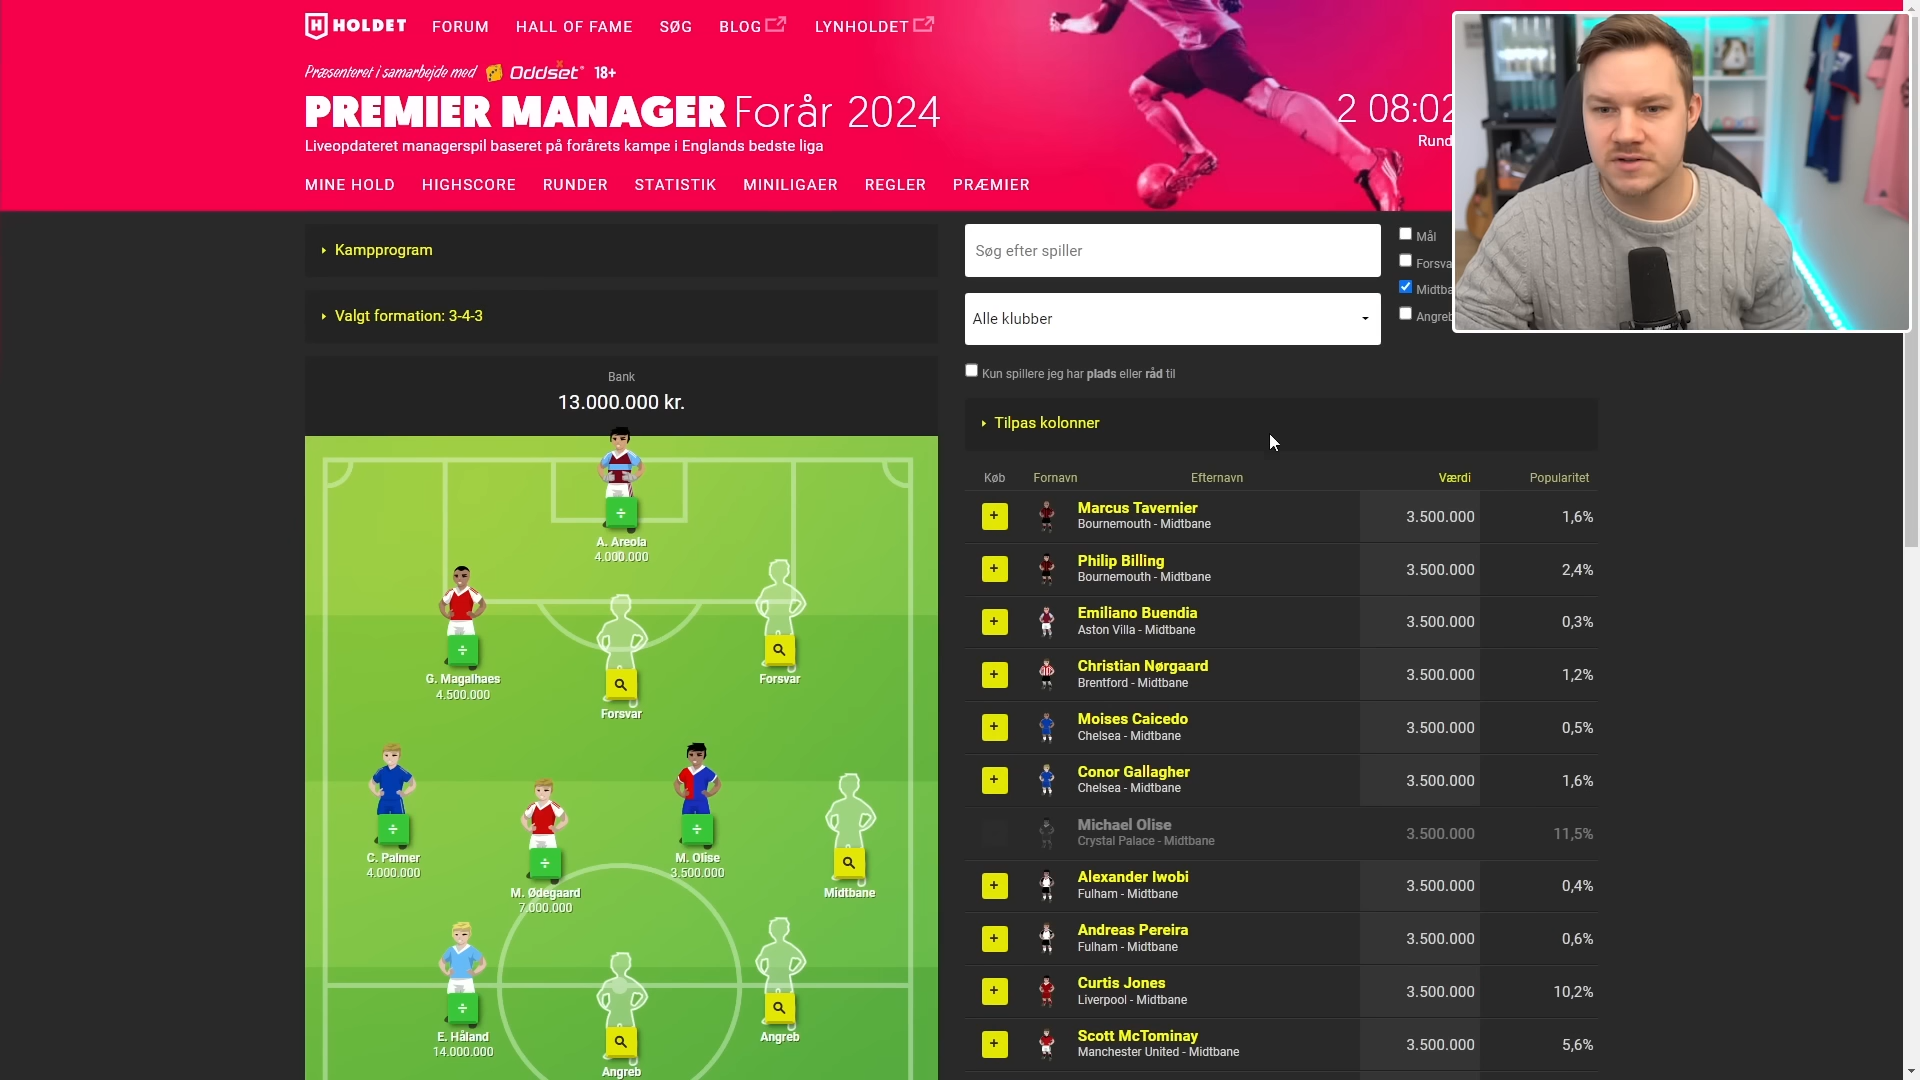 HOLDET
FORUM
HALL OF FAME
SØG
BLOG
LYNHOLDET
Præsenteret i samarbejde med Oddset 18+
PREMIER MANAGER Forår 2024
2 08:02
Liveopdateret managerspil baseret på forårets kampe i Englands bedste liga
Rund
MINE HOLD
HIGHSCORE
RUNDER
STATISTIK
MINILIGAER
REGLER
PRÆMIER
Kampprogram
Valgt formation: 3-4-3
Bank
13.000.000 kr.
A. Areola
4.000.000
G. Magalhaes
4.500.000
Forsvar
Forsvar
C. Palmer
4.000.000
M. Ødegaard
7.000.000
M. Olise
3.500.000
Midtbane
E. Håland
14.000.000
Angreb
Angreb
Søg efter spiller
Alle klubber
Mål
Forsva
Midtba
Angreb
Kun spillere jeg har plads eller råd til
Tilpas kolonner
Køb Fornavn Efternavn Værdi Popularitet
+ Marcus Tavernier 3.500.000 1,6%
Bournemouth - Midtbane
+ Philip Billing 3.500.000 2,4%
Bournemouth - Midtbane
+ Emiliano Buendia 3.500.000 0,3%
Aston Villa - Midtbane
+ Christian Nørgaard 3.500.000 1,2%
Brentford - Midtbane
+ Moises Caicedo 3.500.000 0,5%
Chelsea - Midtbane
+ Conor Gallagher 3.500.000 1,6%
Chelsea - Midtbane
Michael Olise 3.500.000 11,5%
Crystal Palace - Midtbane
+ Alexander Iwobi 3.500.000 0,4%
Fulham - Midtbane
+ Andreas Pereira 3.500.000 0,6%
Fulham - Midtbane
+ Curtis Jones 3.500.000 10,2%
Liverpool - Midtbane
+ Scott McTominay 3.500.000 5,6%
Manchester United - Midtbane